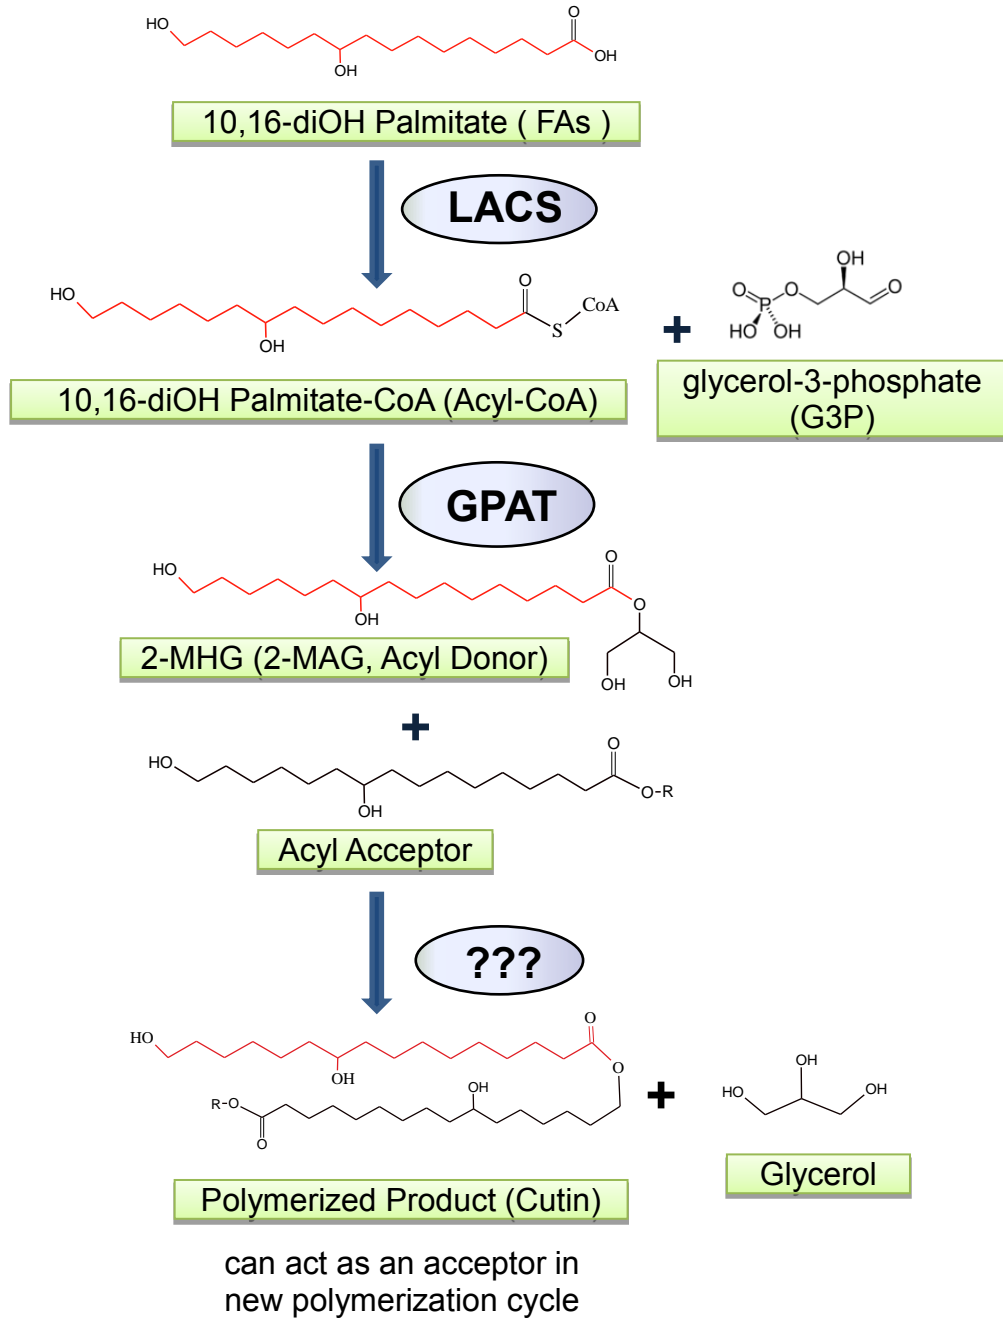 HO
O
OH
OH
10,16-diOH Palmitate ( FAs )
LACS
HO
O
S
CoA
OH
+
OH
O
O
O
P
HO
OH
10,16-diOH Palmitate-CoA (Acyl-CoA)
glycerol-3-phosphate
(G3P)
GPAT
HO
O
O
OH
OH
OH
2-MHG (2-MAG, Acyl Donor)
+
HO
O
O-R
OH
Acyl Acceptor
???
HO
O
O
OH
OH
R-O
O
+
OH
HO
OH
Polymerized Product (Cutin)
Glycerol
can act as an acceptor in
new polymerization cycle